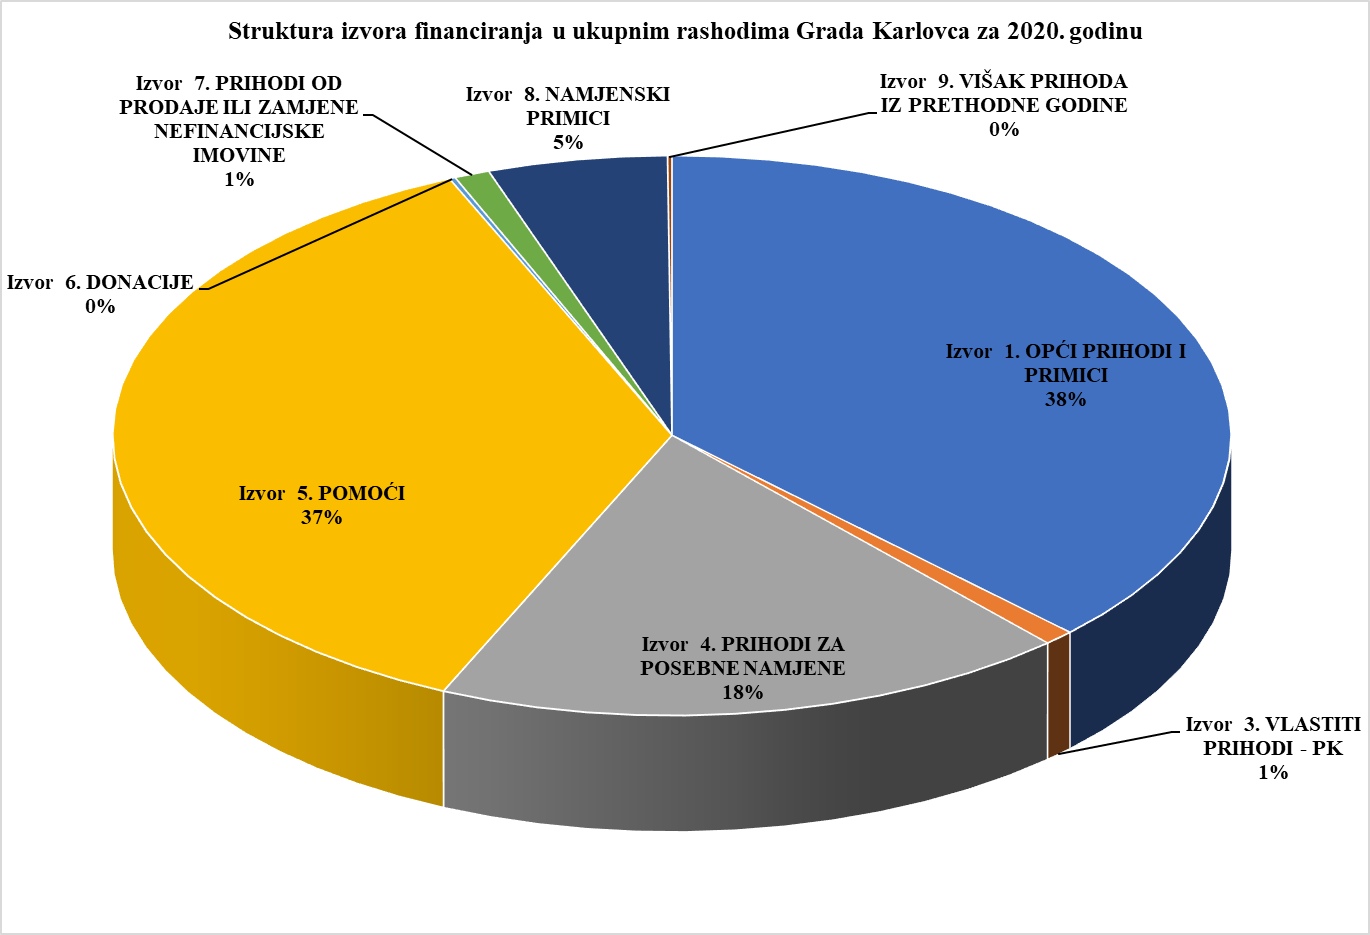 Struktura izvora financiranja u ukupnim rashodima Grada Karlovca za 2020. godinu
Izvor 7. PRIHODI OD
PRODAJE ILI ZAMJENE
NEFINANCIJSKE
IMOVINE
1%
Izvor 8. NAMJENSKI
PRIMICI
5%
Izvor 9. VIŠAK PRIHODA
IZ PRETHODNE GODINE
0%
Izvor 6. DONACIJE
0%
Izvor 1. OPĆI PRIHODI I
PRIMICI
38%
Izvor 5. POMOĆI
37%
Izvor 4. PRIHODI ZA
POSEBNE NAMJENE
18%
Izvor 3. VLASTITI
PRIHODI - PK
1%